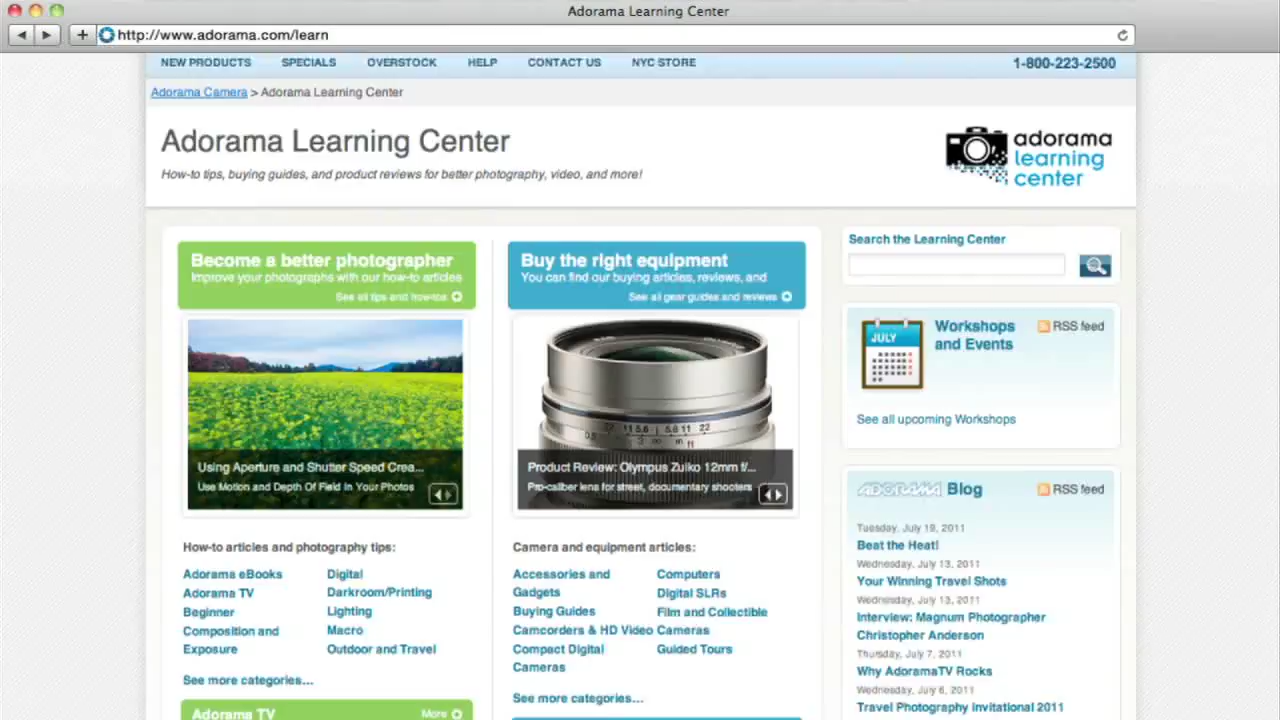 Adorama Learning Center
http://www.adorama.com/learn
NEW PRODUCTS SPECIALS OVERSTOCK HELP CONTACT US NYC STORE 1-800-223-2500
Adorama Camera > Adorama Learning Center
Adorama Learning Center
How-to tips, buying guides, and product reviews for better photography, video, and more!
adorama
learning
center
Become a better photographer
Improve your photographs with our how-to articles
See all tips and how-tos
Using Aperture and Shutter Speed Crea...
Use Motion and Depth Of Field In Your Photos
How-to articles and photography tips:
Adorama eBooks
Adorama TV
Beginner
Composition and
Exposure
Digital
Darkroom/Printing
Lighting
Macro
Outdoor and Travel
See more categories...
Adorama TV More
Buy the right equipment
You can find our buying articles, reviews, and
See all gear guides and reviews
22 11 5.6 5.6 11 22
Product Review: Olympus Zuiko 12mm f/...
Pro-caliber lens for street, documentary shooters
Camera and equipment articles:
Accessories and
Gadgets
Buying Guides
Camcorders & HD Video
Compact Digital
Cameras
Computers
Digital SLRs
Film and Collectible
Cameras
Guided Tours
See more categories...
Search the Learning Center
JULY
Workshops
and Events
RSS feed
See all upcoming Workshops
ADORAMA Blog
RSS feed
Tuesday, July 19, 2011
Beat the Heat!
Wednesday, July 13, 2011
Your Winning Travel Shots
Wednesday, July 13, 2011
Interview: Magnum Photographer
Christopher Anderson
Thursday, July 7, 2011
Why AdoramaTV Rocks
Wednesday, July 6, 2011
Travel Photography Invitational 2011